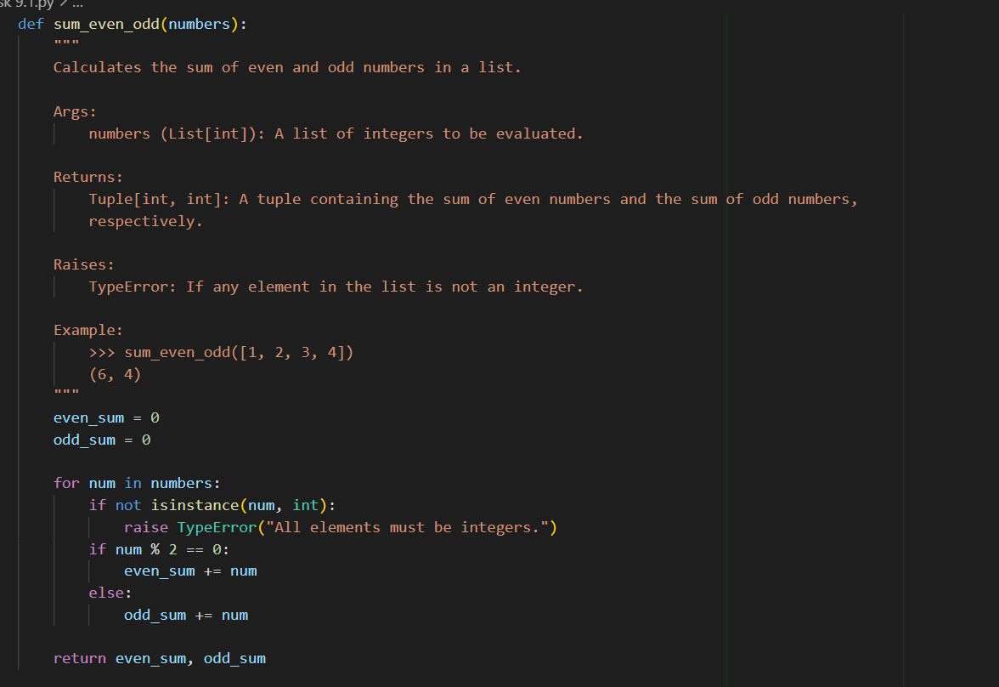 sk 9.1.py > ...
def sum_even_odd(numbers):
    """
    Calculates the sum of even and odd numbers in a list.

    Args:
        numbers (List[int]): A list of integers to be evaluated.

    Returns:
        Tuple[int, int]: A tuple containing the sum of even numbers and the sum of odd numbers,
        respectively.

    Raises:
        TypeError: If any element in the list is not an integer.

    Example:
        >>> sum_even_odd([1, 2, 3, 4])
        (6, 4)
    """
    even_sum = 0
    odd_sum = 0

    for num in numbers:
        if not isinstance(num, int):
            raise TypeError("All elements must be integers.")
        if num % 2 == 0:
            even_sum += num
        else:
            odd_sum += num

    return even_sum, odd_sum